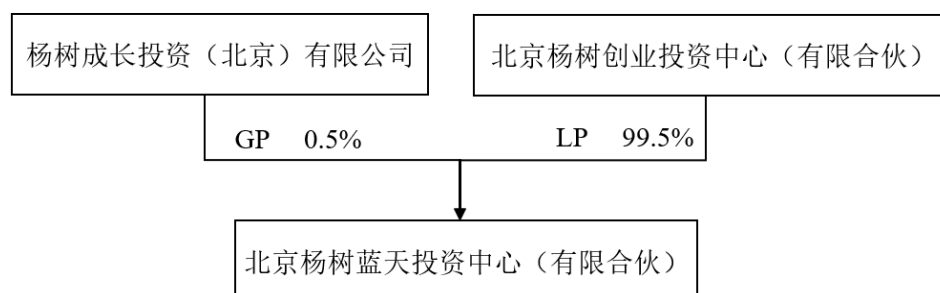 杨树成长投资（北京）有限公司
北京杨树创业投资中心（有限合伙）
GP 0.5%
LP 99.5%
北京杨树蓝天投资中心（有限合伙）